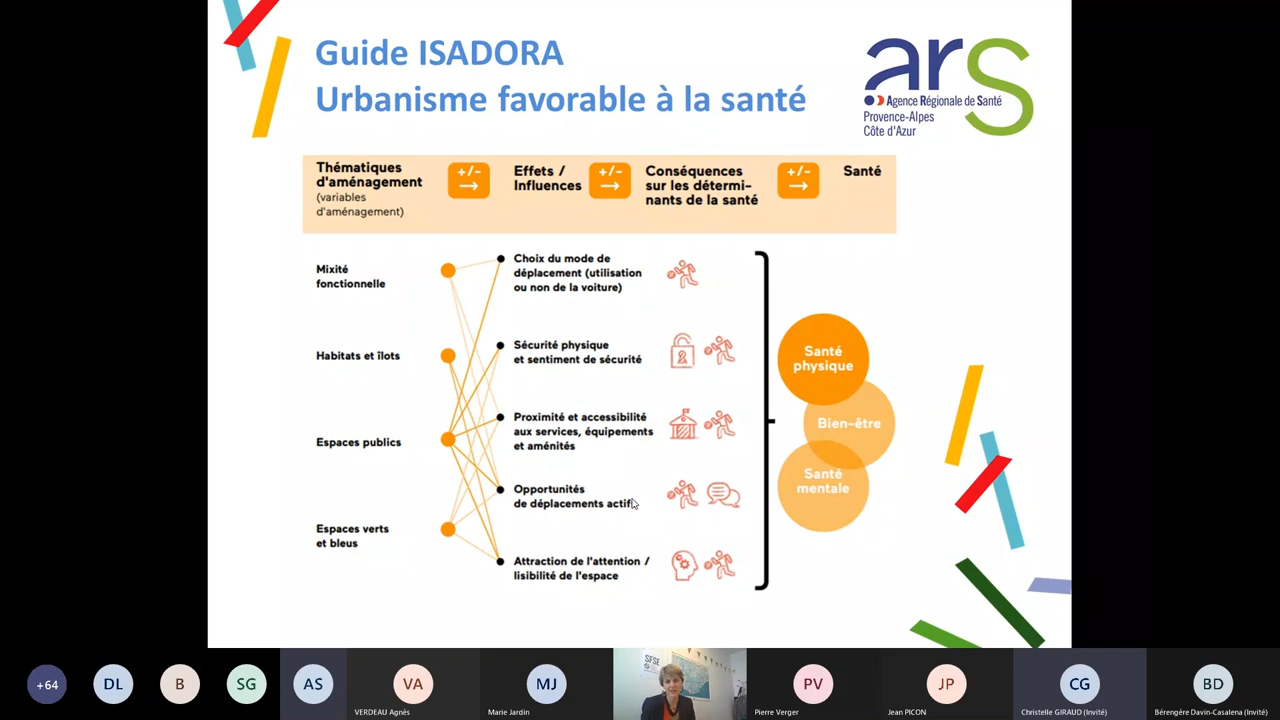 Guide ISADORA
Urbanisme favorable à la santé
ars
Agence Régionale de Santé
Provence-Alpes
Côte d'Azur
Thématiques
d'aménagement
(variables
d'aménagement)
+/-
Effets /
Influences
+/-
Conséquences
sur les détermi-
nants de la santé
+/-
Santé
Mixité
fonctionnelle
Habitats et îlots
Espaces publics
Espaces verts
et bleus
Choix du mode de
déplacement (utilisation
ou non de la voiture)
Sécurité physique
et sentiment de sécurité
Proximité et accessibilité
aux services, équipements
et aménités
Opportunités
de déplacements actifs
Attraction de l'attention /
lisibilité de l'espace
Santé
physique
Bien-être
Santé
mentale
+64
DL
B
SG
AS
VA
VERDEAU Agnès
MJ
Marie Jardin
SFSE
PV
Pierre Verger
JP
Jean PICON
CG
Christelle GIRAUD (Invité)
BD
Bérengère Davin-Casalena (Invité)